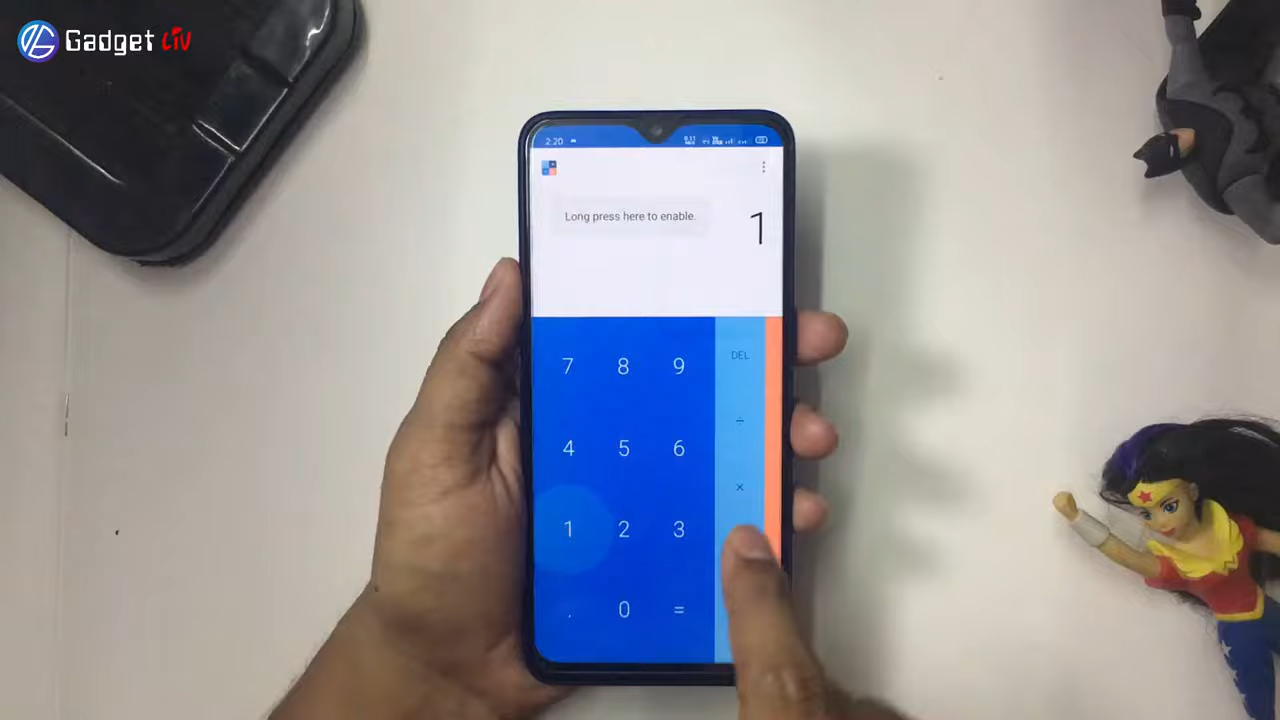 Gadget Liv
2:20
Long press here to enable.
1
7 8 9 DEL
÷
4 5 6
×
1 2 3
. 0 =